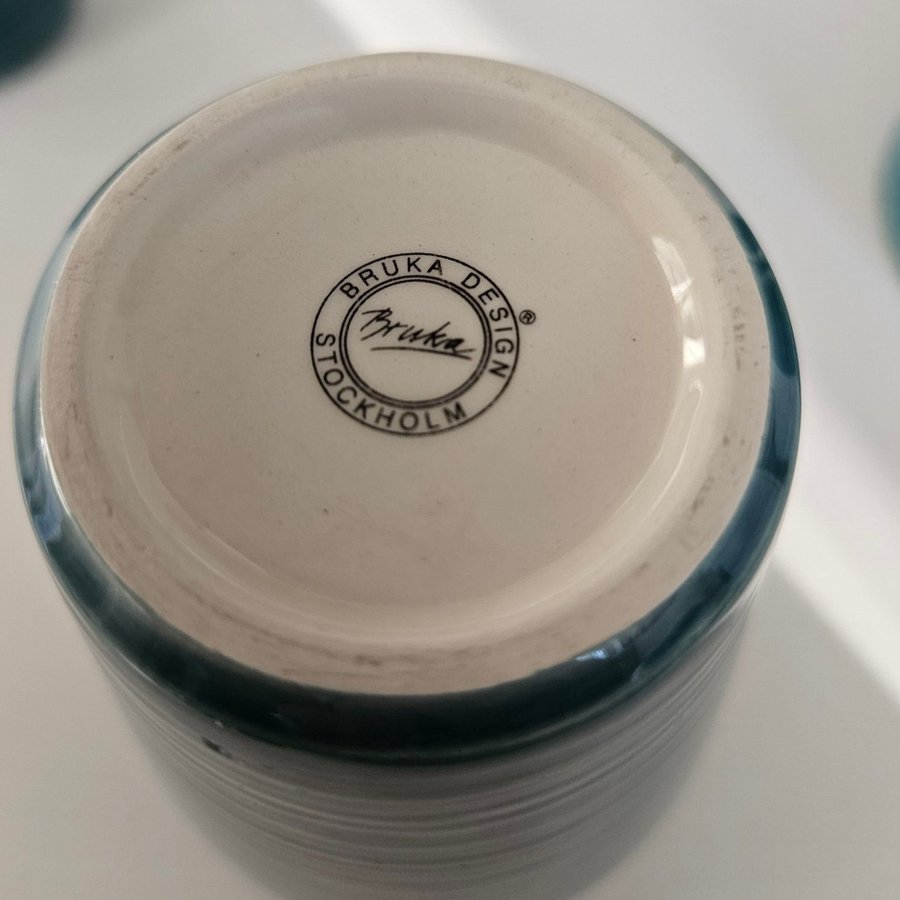 BRUKA DESIGN
®
Bruka
STOCKHOLM